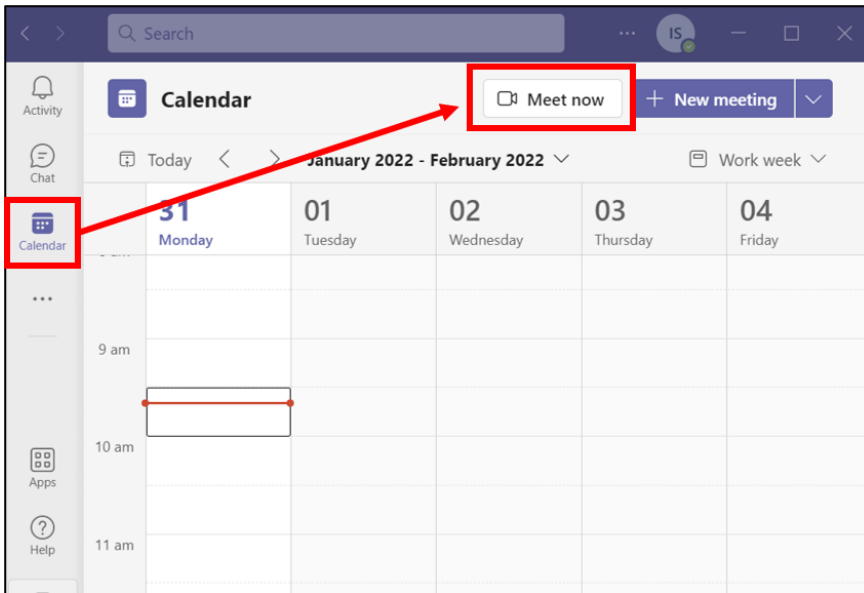 Search
IS
Activity
Calendar
Meet now
New meeting
Chat
Today
January 2022 - February 2022
Work week
Calendar
31
01
02
03
04
Monday
Tuesday
Wednesday
Thursday
Friday
9 am
10 am
Apps
Help
11 am